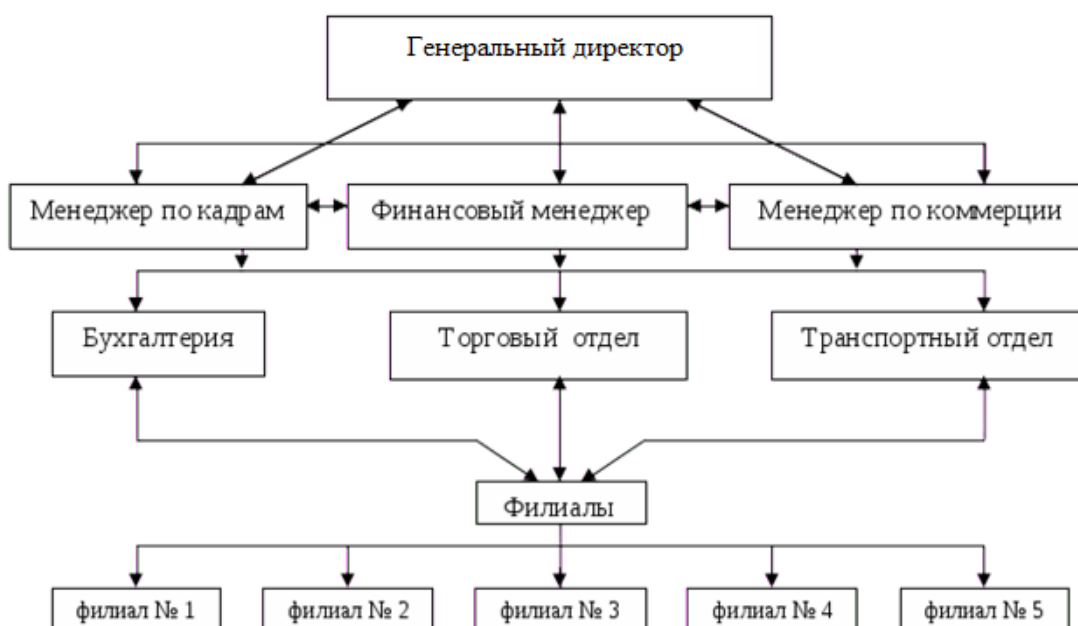 Генеральный директор
Менеджер по кадрам
Финансовый менеджер
Менеджер по коммерции
Бухгалтерия
Торговый отдел
Транспортный отдел
Филиалы
филиал № 1
филиал № 2
филиал № 3
филиал № 4
филиал № 5